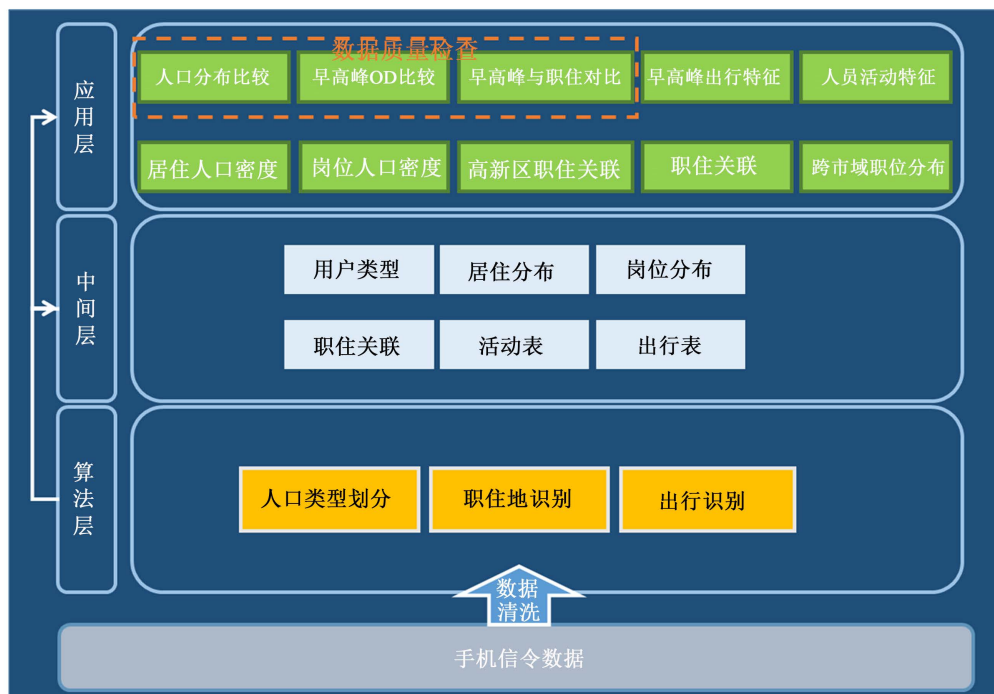 应用层
数据质量检查
人口分布比较
早高峰OD比较
早高峰与职住对比
早高峰出行特征
人员活动特征
居住人口密度
岗位人口密度
高新区职住关联
职住关联
跨市域职位分布
中间层
用户类型
居住分布
岗位分布
职住关联
活动表
出行表
算法层
人口类型划分
职住地识别
出行识别
数据
清洗
手机信令数据